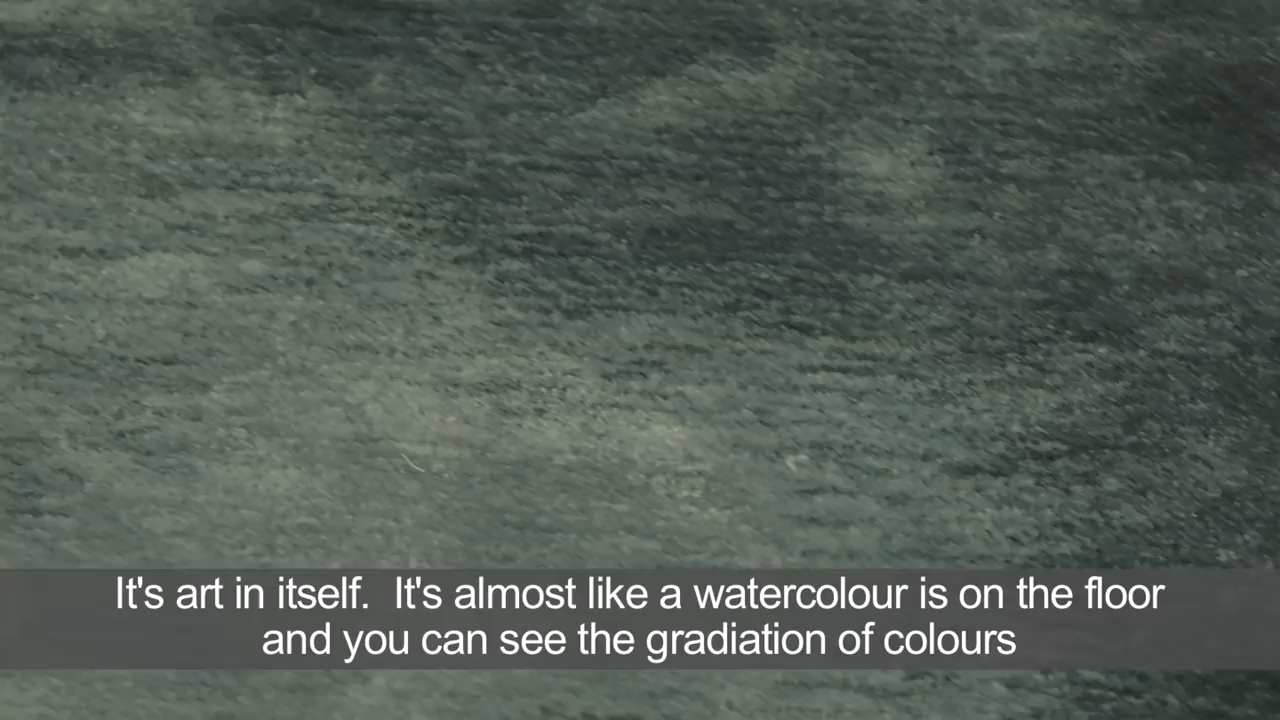 It's art in itself.  It's almost like a watercolour is on the floor
and you can see the gradiation of colours